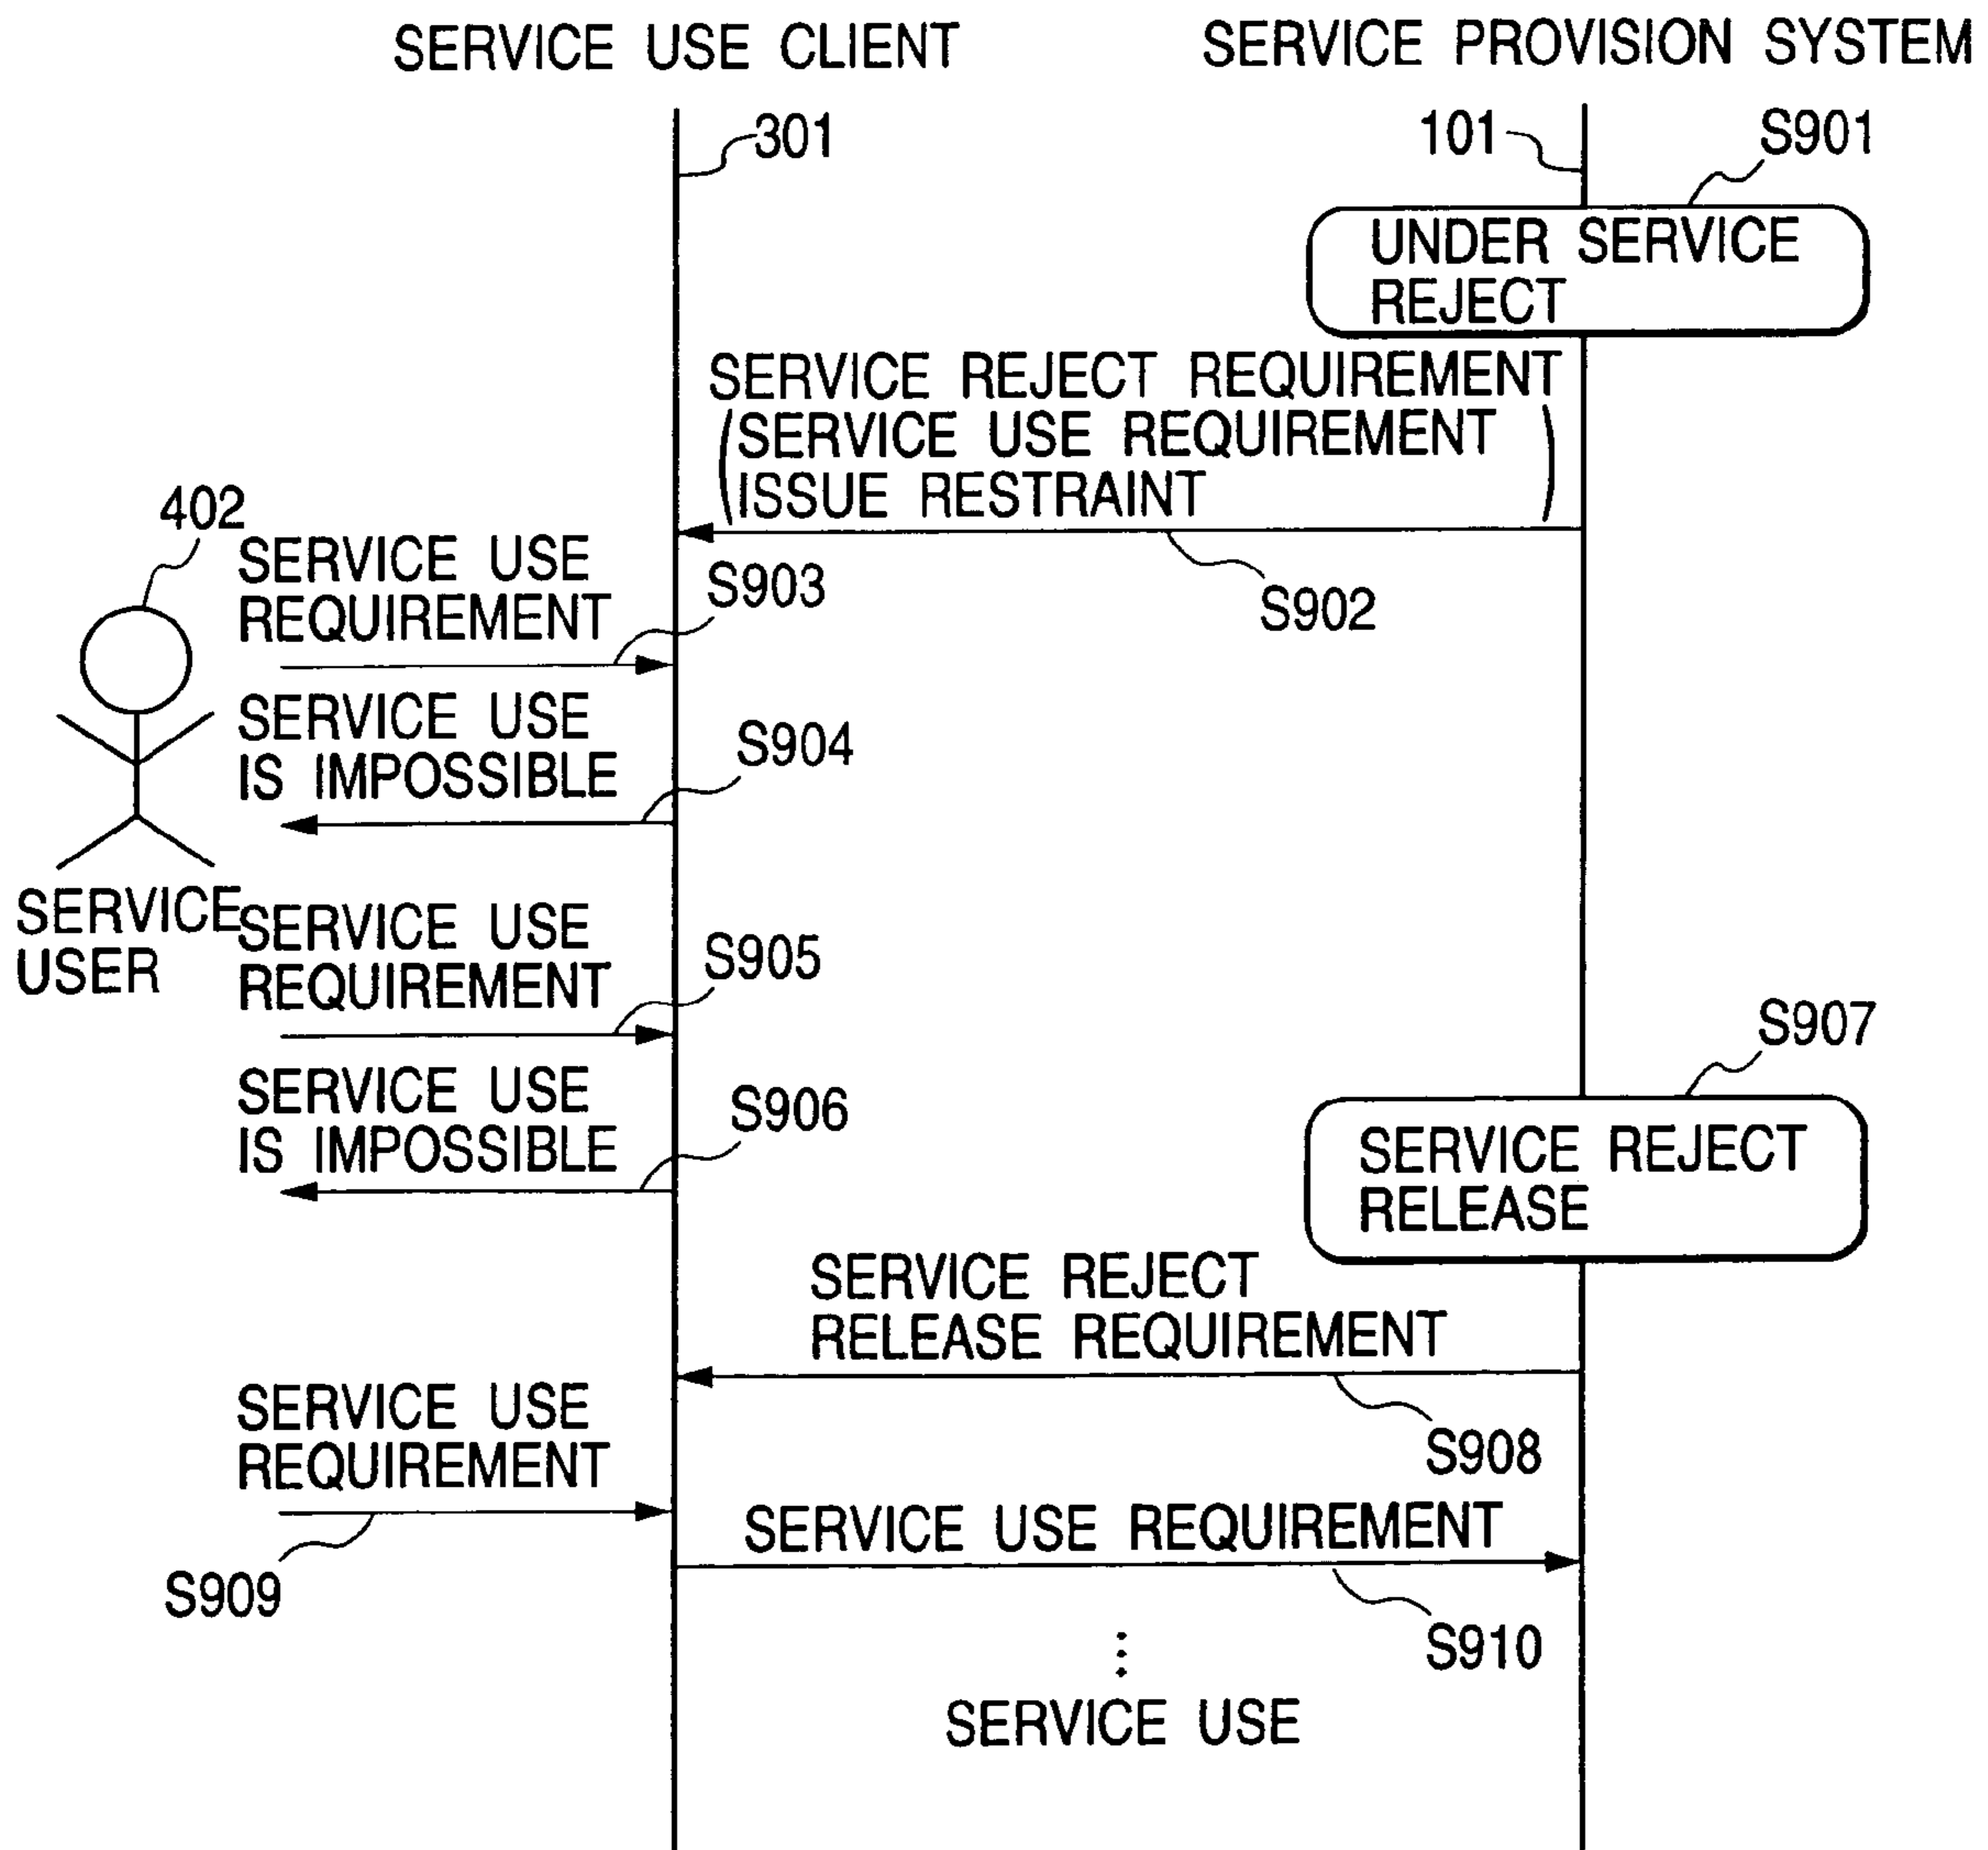 SERVICE USE CLIENT
SERVICE PROVISION SYSTEM
301
101
S901
UNDER SERVICE
REJECT
SERVICE REJECT REQUIREMENT
(SERVICE USE REQUIREMENT
ISSUE RESTRAINT)
S902
402
SERVICE USE
REQUIREMENT
S903
SERVICE USE
IS IMPOSSIBLE
S904
SERVICE
USER
SERVICE USE
REQUIREMENT
S905
SERVICE USE
IS IMPOSSIBLE
S906
S907
SERVICE REJECT
RELEASE
SERVICE REJECT
RELEASE REQUIREMENT
S908
SERVICE USE
REQUIREMENT
S909
SERVICE USE REQUIREMENT
S910
SERVICE USE